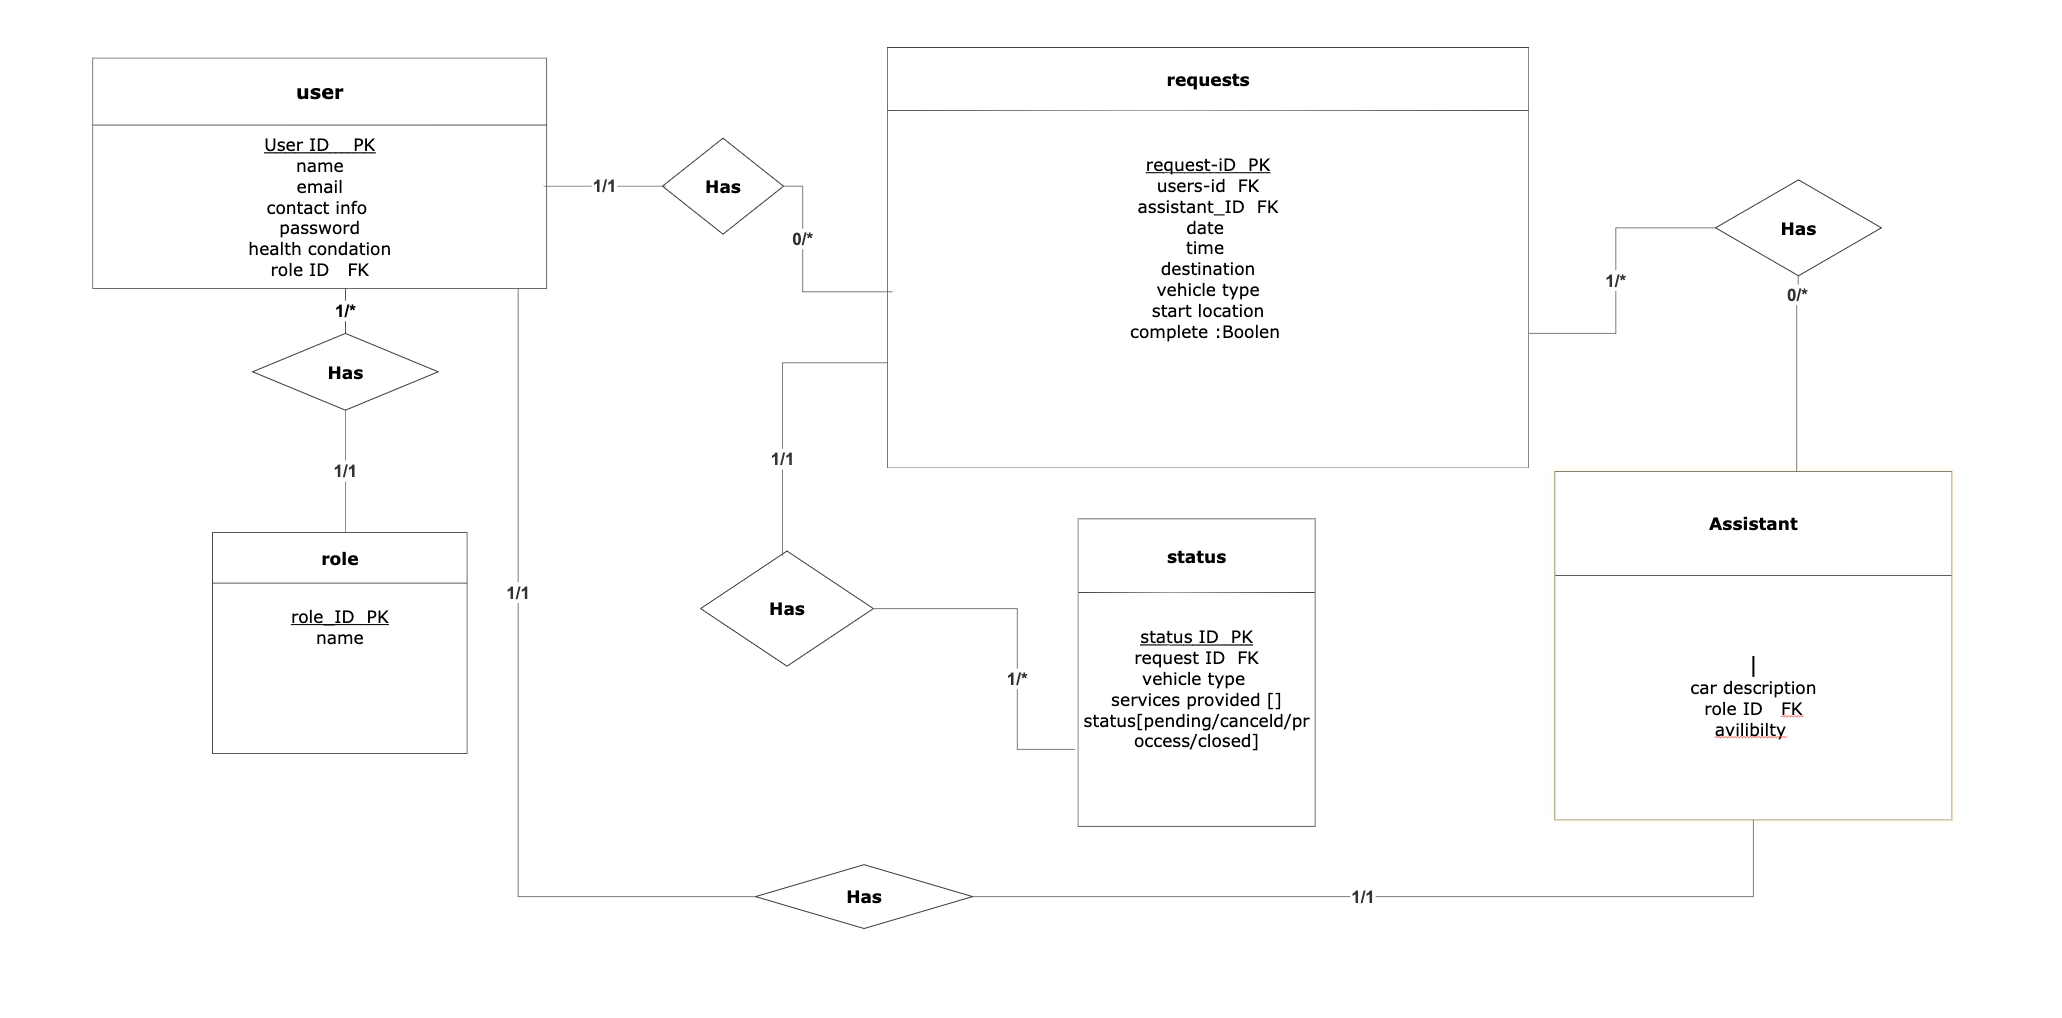 user
User ID   PK
name
email
contact info
password
health condation
role ID   FK
1/1
Has
0/*
requests
request-iD  PK
users-id  FK
assistant_ID  FK
date
time
destination
vehicle type
start location
complete :Boolen
1/*
Has
0/*
1/*
Has
1/1
role
role_ID  PK
name
1/1
1/1
Has
1/*
status
status ID  PK
request ID  FK
vehicle type
services provided []
status[pending/canceld/pr
occess/closed]
Assistant
car description
role ID   FK
avilibilty
Has
1/1